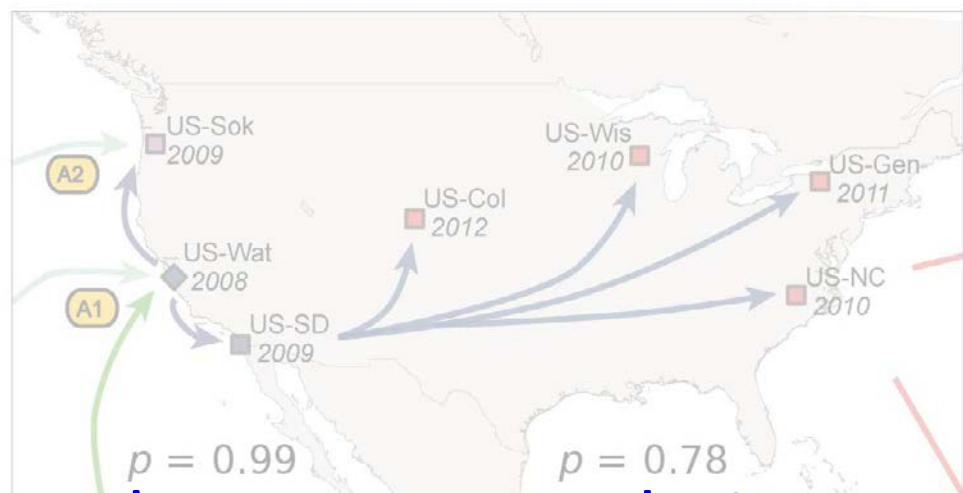 US-Sok
2009
A2
US-Wis
2010
US-Gen
2011
US-Col
2012
US-Wat
2008
A1
US-NC
2010
US-SD
2009
p = 0.99
p = 0.78